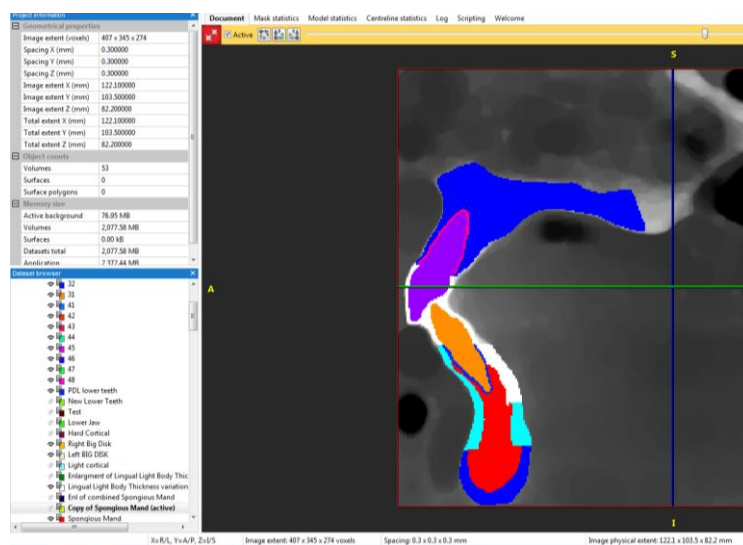 Project information
Document Mask statistics Model statistics Centreline statistics Log Scripting Welcome
Geometrical properties
Image extent (voxels) 407 x 345 x 274
Spacing X (mm) 0.300000
Spacing Y (mm) 0.300000
Spacing Z (mm) 0.300000
Image extent X (mm) 122.100000
Image extent Y (mm) 103.500000
Image extent Z (mm) 82.200000
Total extent X (mm) 122.100000
Total extent Y (mm) 103.500000
Total extent Z (mm) 82.200000
Object counts
Volumes 53
Surfaces 0
Surface polygons 0
Memory size
Active background 76.95 MB
Volumes 2,077.58 MB
Surfaces 0.00 kB
Datasets total 2,077.58 MB
Application 2,372.44 MB
Active
S
A
I
Dataset browser
32
31
41
42
43
44
45
46
47
48
PDL lower teeth
New Lower Teeth
Test
Lower Jaw
Hard Cortical
Right Big Disk
Left BIG DISK
Light cortical
Enlargment of Lingual Light Body Thic
Lingual Light Body Thickness variation
Enl of combined Spongious Mand
Copy of Spongious Mand (active)
Spongious Mand
X=R/L, Y=A/P, Z=I/S Image extent: 407 x 345 x 274 voxels Spacing: 0.3 x 0.3 x 0.3 mm Image physical extent: 122.1 x 103.5 x 82.2 mm